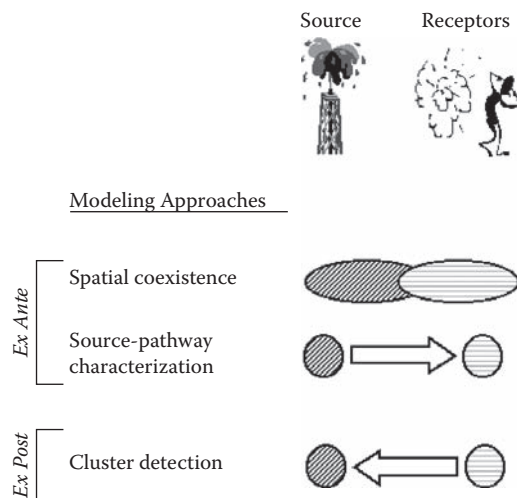 Source Receptors
Modeling Approaches
Ex Ante
Spatial coexistence
Source-pathway
characterization
Ex Post
Cluster detection